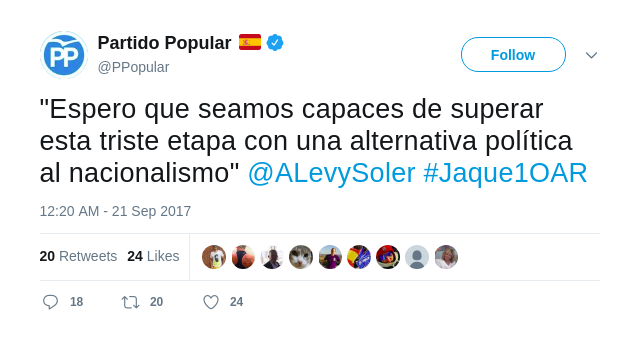 PP
Partido Popular
@PPopular
Follow
"Espero que seamos capaces de superar
esta triste etapa con una alternativa política
al nacionalismo" @ALevySoler #Jaque1OAR
12:20 AM - 21 Sep 2017
20 Retweets 24 Likes
18 20 24